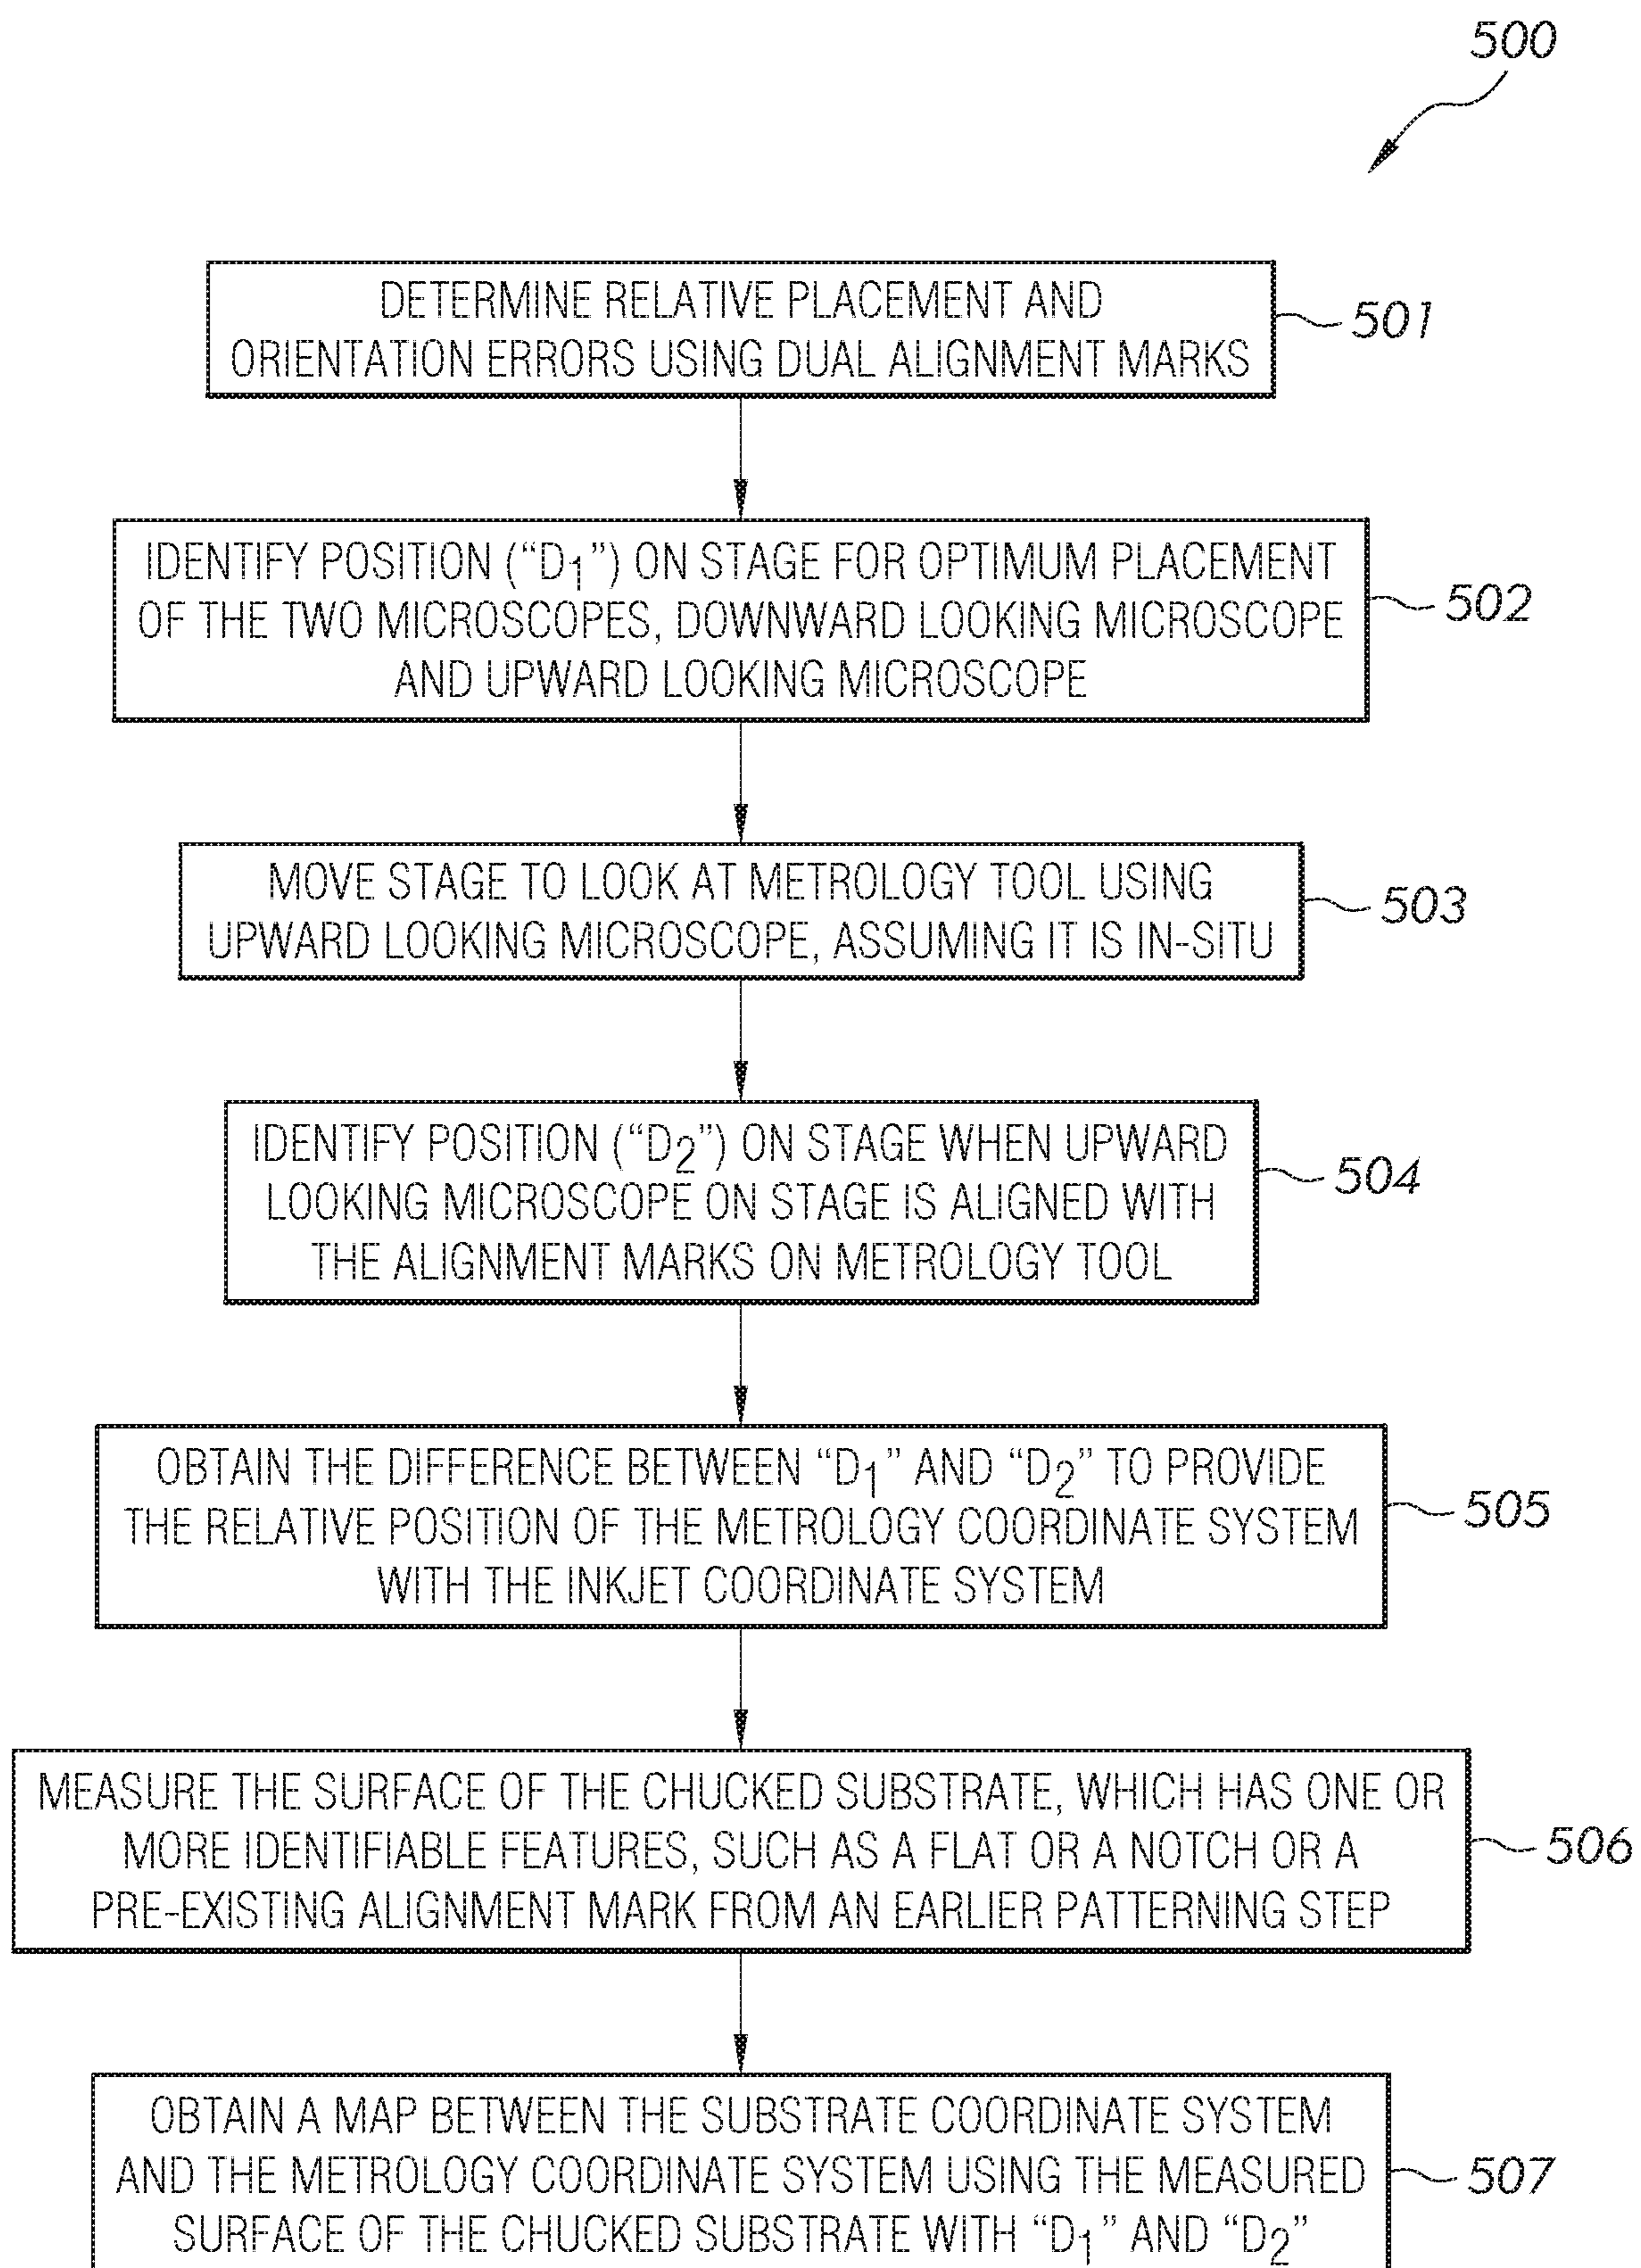 500
DETERMINE RELATIVE PLACEMENT AND
ORIENTATION ERRORS USING DUAL ALIGNMENT MARKS
501
IDENTIFY POSITION (“D1”) ON STAGE FOR OPTIMUM PLACEMENT
OF THE TWO MICROSCOPES, DOWNWARD LOOKING MICROSCOPE
AND UPWARD LOOKING MICROSCOPE
502
MOVE STAGE TO LOOK AT METROLOGY TOOL USING
UPWARD LOOKING MICROSCOPE, ASSUMING IT IS IN-SITU
503
IDENTIFY POSITION (“D2”) ON STAGE WHEN UPWARD
LOOKING MICROSCOPE ON STAGE IS ALIGNED WITH
THE ALIGNMENT MARKS ON METROLOGY TOOL
504
OBTAIN THE DIFFERENCE BETWEEN “D1” AND “D2” TO PROVIDE
THE RELATIVE POSITION OF THE METROLOGY COORDINATE SYSTEM
WITH THE INKJET COORDINATE SYSTEM
505
MEASURE THE SURFACE OF THE CHUCKED SUBSTRATE, WHICH HAS ONE OR
MORE IDENTIFIABLE FEATURES, SUCH AS A FLAT OR A NOTCH OR A
PRE-EXISTING ALIGNMENT MARK FROM AN EARLIER PATTERNING STEP
506
OBTAIN A MAP BETWEEN THE SUBSTRATE COORDINATE SYSTEM
AND THE METROLOGY COORDINATE SYSTEM USING THE MEASURED
SURFACE OF THE CHUCKED SUBSTRATE WITH “D1” AND “D2”
507